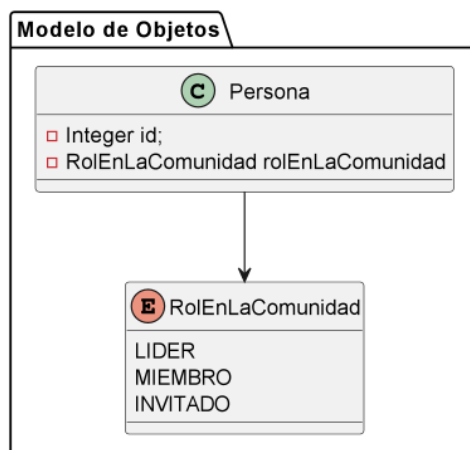 Modelo de Objetos
C Persona
Integer id;
RolEnLaComunidad rolEnLaComunidad
E RolEnLaComunidad
LIDER
MIEMBRO
INVITADO